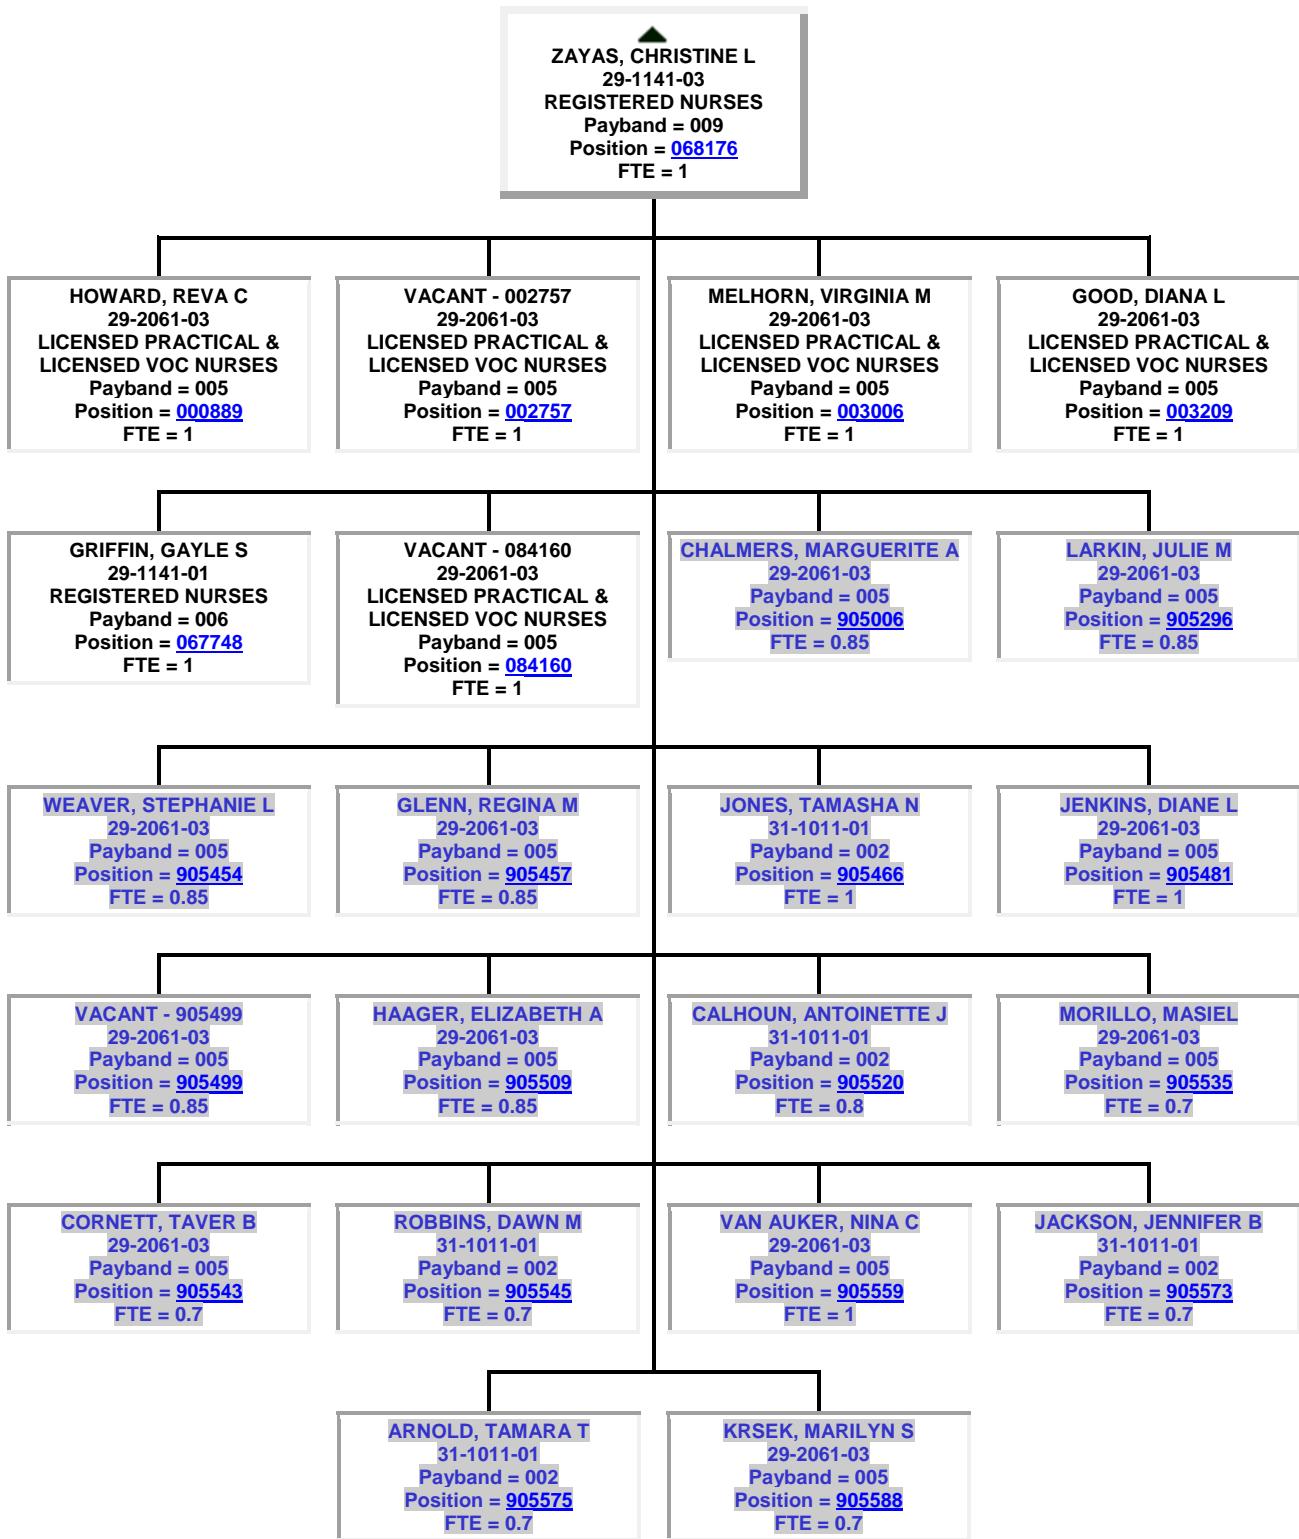 ZAYAS, CHRISTINE L
29-1141-03
REGISTERED NURSES
Payband = 009
Position = 068176
FTE = 1
HOWARD, REVA C
29-2061-03
LICENSED PRACTICAL &
LICENSED VOC NURSES
Payband = 005
Position = 000889
FTE = 1
VACANT - 002757
29-2061-03
LICENSED PRACTICAL &
LICENSED VOC NURSES
Payband = 005
Position = 002757
FTE = 1
MELHORN, VIRGINIA M
29-2061-03
LICENSED PRACTICAL &
LICENSED VOC NURSES
Payband = 005
Position = 003006
FTE = 1
GOOD, DIANA L
29-2061-03
LICENSED PRACTICAL &
LICENSED VOC NURSES
Payband = 005
Position = 003209
FTE = 1
GRIFFIN, GAYLE S
29-1141-01
REGISTERED NURSES
Payband = 006
Position = 067748
FTE = 1
VACANT - 084160
29-2061-03
LICENSED PRACTICAL &
LICENSED VOC NURSES
Payband = 005
Position = 084160
FTE = 1
CHALMERS, MARGUERITE A
29-2061-03
Payband = 005
Position = 905006
FTE = 0.85
LARKIN, JULIE M
29-2061-03
Payband = 005
Position = 905296
FTE = 0.85
WEAVER, STEPHANIE L
29-2061-03
Payband = 005
Position = 905454
FTE = 0.85
GLENN, REGINA M
29-2061-03
Payband = 005
Position = 905457
FTE = 0.85
JONES, TAMASHA N
31-1011-01
Payband = 002
Position = 905466
FTE = 1
JENKINS, DIANE L
29-2061-03
Payband = 005
Position = 905481
FTE = 1
VACANT - 905499
29-2061-03
Payband = 005
Position = 905499
FTE = 0.85
HAAGER, ELIZABETH A
29-2061-03
Payband = 005
Position = 905509
FTE = 0.85
CALHOUN, ANTOINETTE J
31-1011-01
Payband = 002
Position = 905520
FTE = 0.8
MORILLO, MASIEL
29-2061-03
Payband = 005
Position = 905535
FTE = 0.7
CORNETT, TAVER B
29-2061-03
Payband = 005
Position = 905543
FTE = 0.7
ROBBINS, DAWN M
31-1011-01
Payband = 002
Position = 905545
FTE = 0.7
VAN AUKER, NINA C
29-2061-03
Payband = 005
Position = 905559
FTE = 1
JACKSON, JENNIFER B
31-1011-01
Payband = 002
Position = 905573
FTE = 0.7
ARNOLD, TAMARA T
31-1011-01
Payband = 002
Position = 905575
FTE = 0.7
KRSEK, MARILYN S
29-2061-03
Payband = 005
Position = 905588
FTE = 0.7